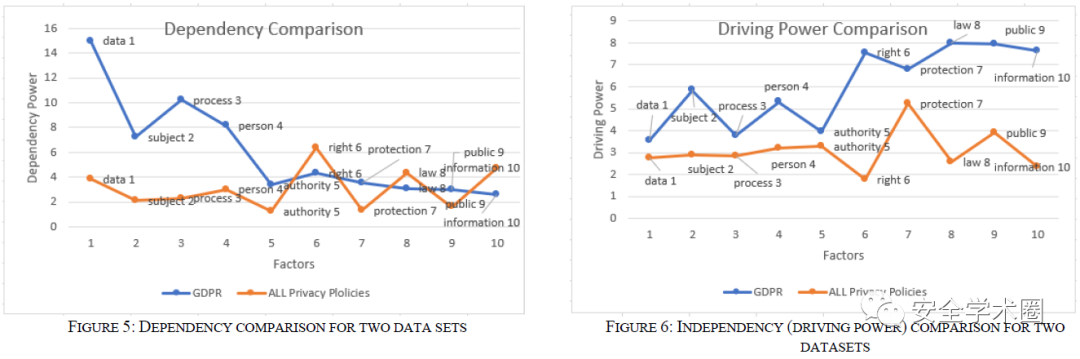 Dependency Comparison
16
14
12
10
8
6
4
2
0
Dependency Power
data 1
subject 2
process 3
person 4
authority 5
right 6
protection 7
law 8
public 9
information 10
data 1
subject 2
process 3
person 4
authority 5
right 6
protection 7
law 8
public 9
information 10
1 2 3 4 5 6 7 8 9 10
Factors
GDPR ALL Privacy Plolicies
FIGURE 5: DEPENDENCY COMPARISON FOR TWO DATA SETS
Driving Power Comparison
9
8
7
6
5
4
3
2
1
0
Driving Power
data 1
subject 2
process 3
person 4
authority 5
right 6
protection 7
law 8
public 9
information 10
data 1
subject 2
process 3
person 4
authority 5
right 6
protection 7
law 8
public 9
information 10
1 2 3 4 5 6 7 8 9 10
Factors
GDPR ALL Privacy Policies
安全学术圈
FIGURE 6: INDEPENDENCY (DRIVING POWER) COMPARISON FOR TWO
DATASETS